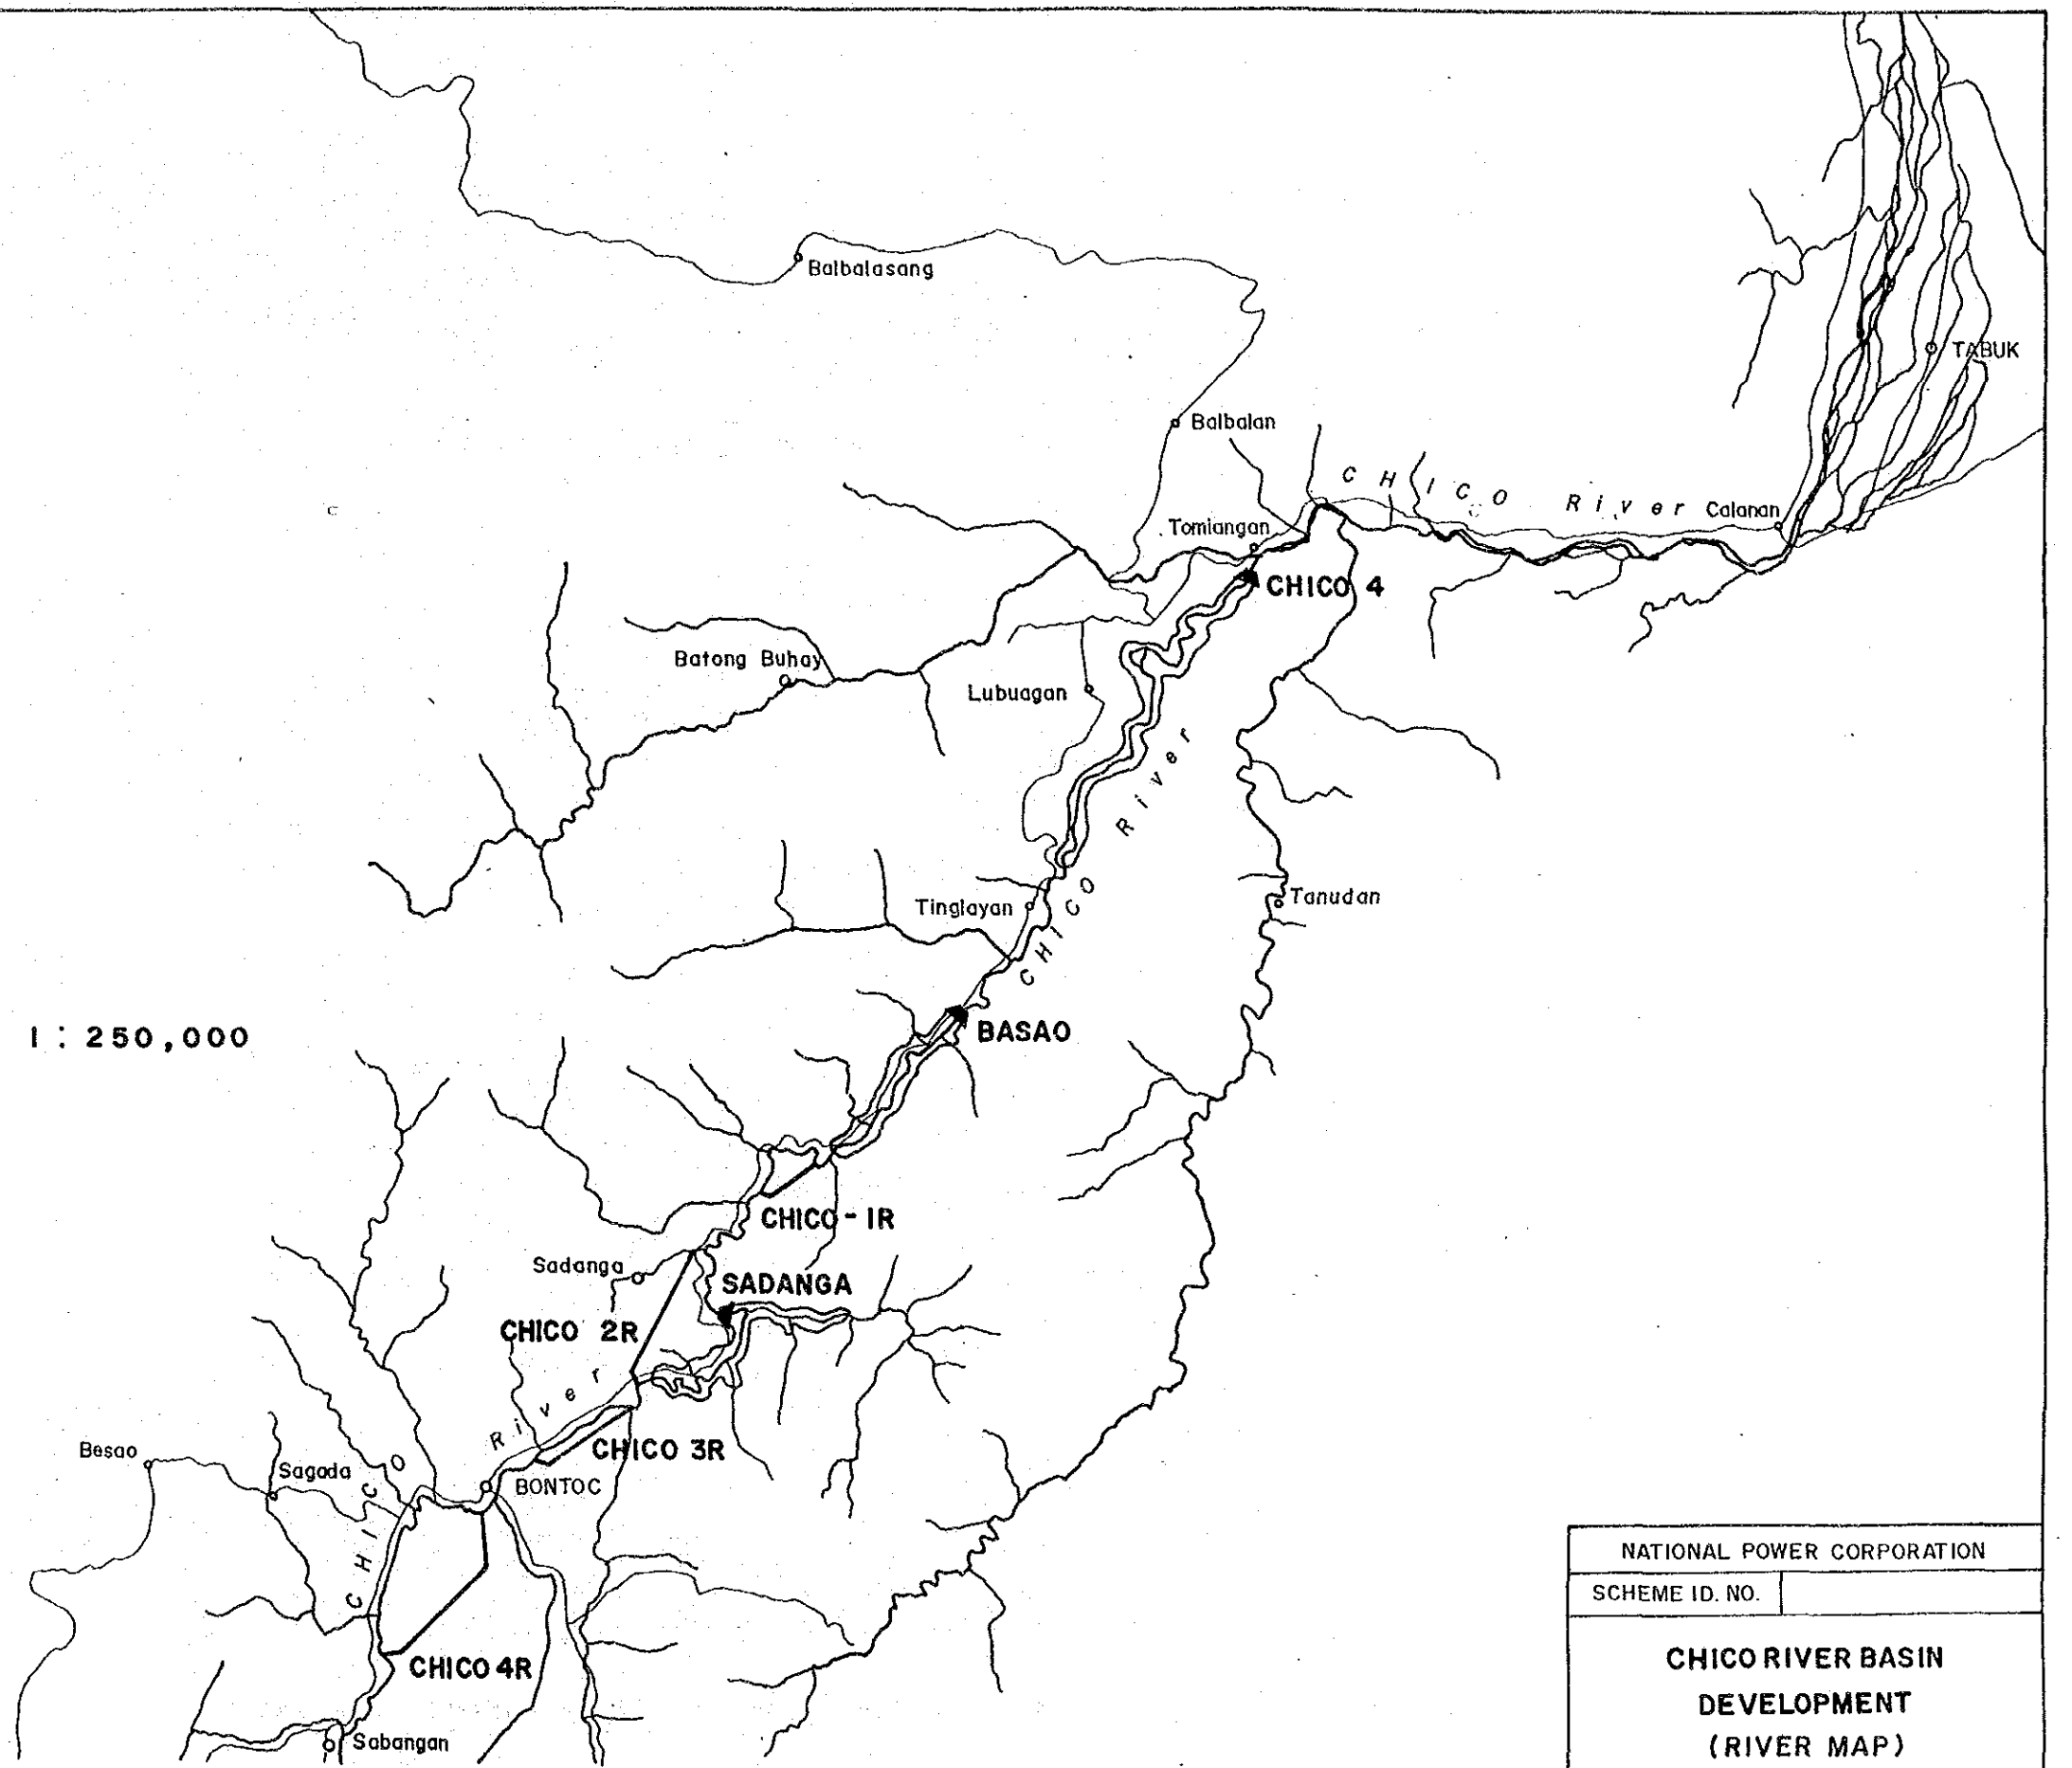 Balbalasang
TABUK
Balbalan
CHICO River
Calanan
Tomiangan
CHICO 4
Batong Buhay
Lubuagan
CHICO River
Tinglayan
Tanudan
1 : 250,000
BASAO
CHICO - 1R
Sadanga
SADANGA
CHICO 2R
CHICO River
CHICO 3R
Besao
Sagada
BONTOC
CHICO 4R
Sabangan
NATIONAL POWER CORPORATION
SCHEME ID. NO.
CHICO RIVER BASIN
DEVELOPMENT
(RIVER MAP)